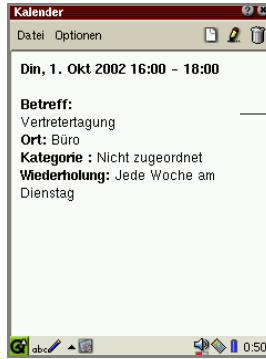 Kalender
Datei Optionen
Din, 1. Okt 2002 16:00 - 18:00
Betreff:
Vertretertagung
Ort: Büro
Kategorie : Nicht zugeordnet
Wiederholung: Jede Woche am
Dienstag
abc 0:50